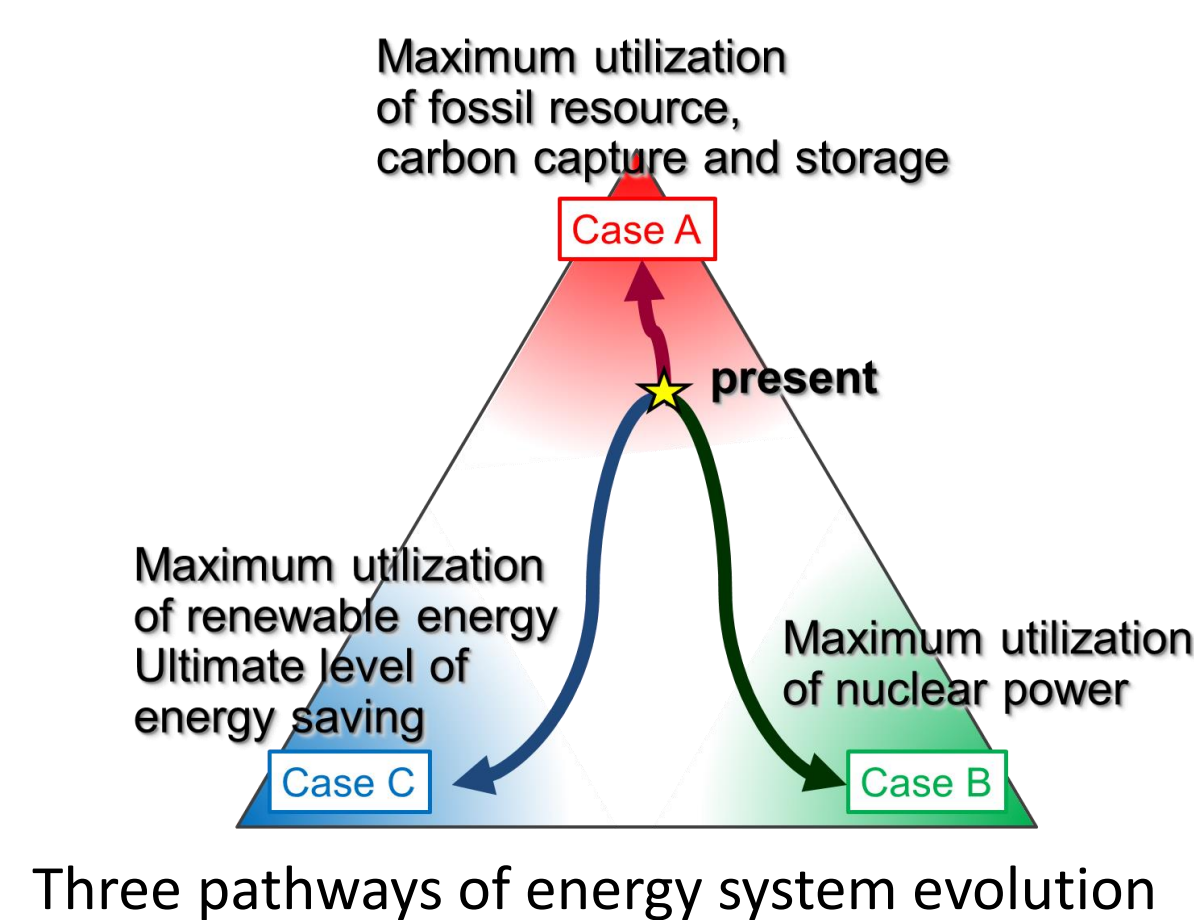 Maximum utilization
of fossil resource,
carbon capture and storage
Case A
present
Maximum utilization
of renewable energy
Ultimate level of
energy saving
Maximum utilization
of nuclear power
Case C
Case B
Three pathways of energy system evolution